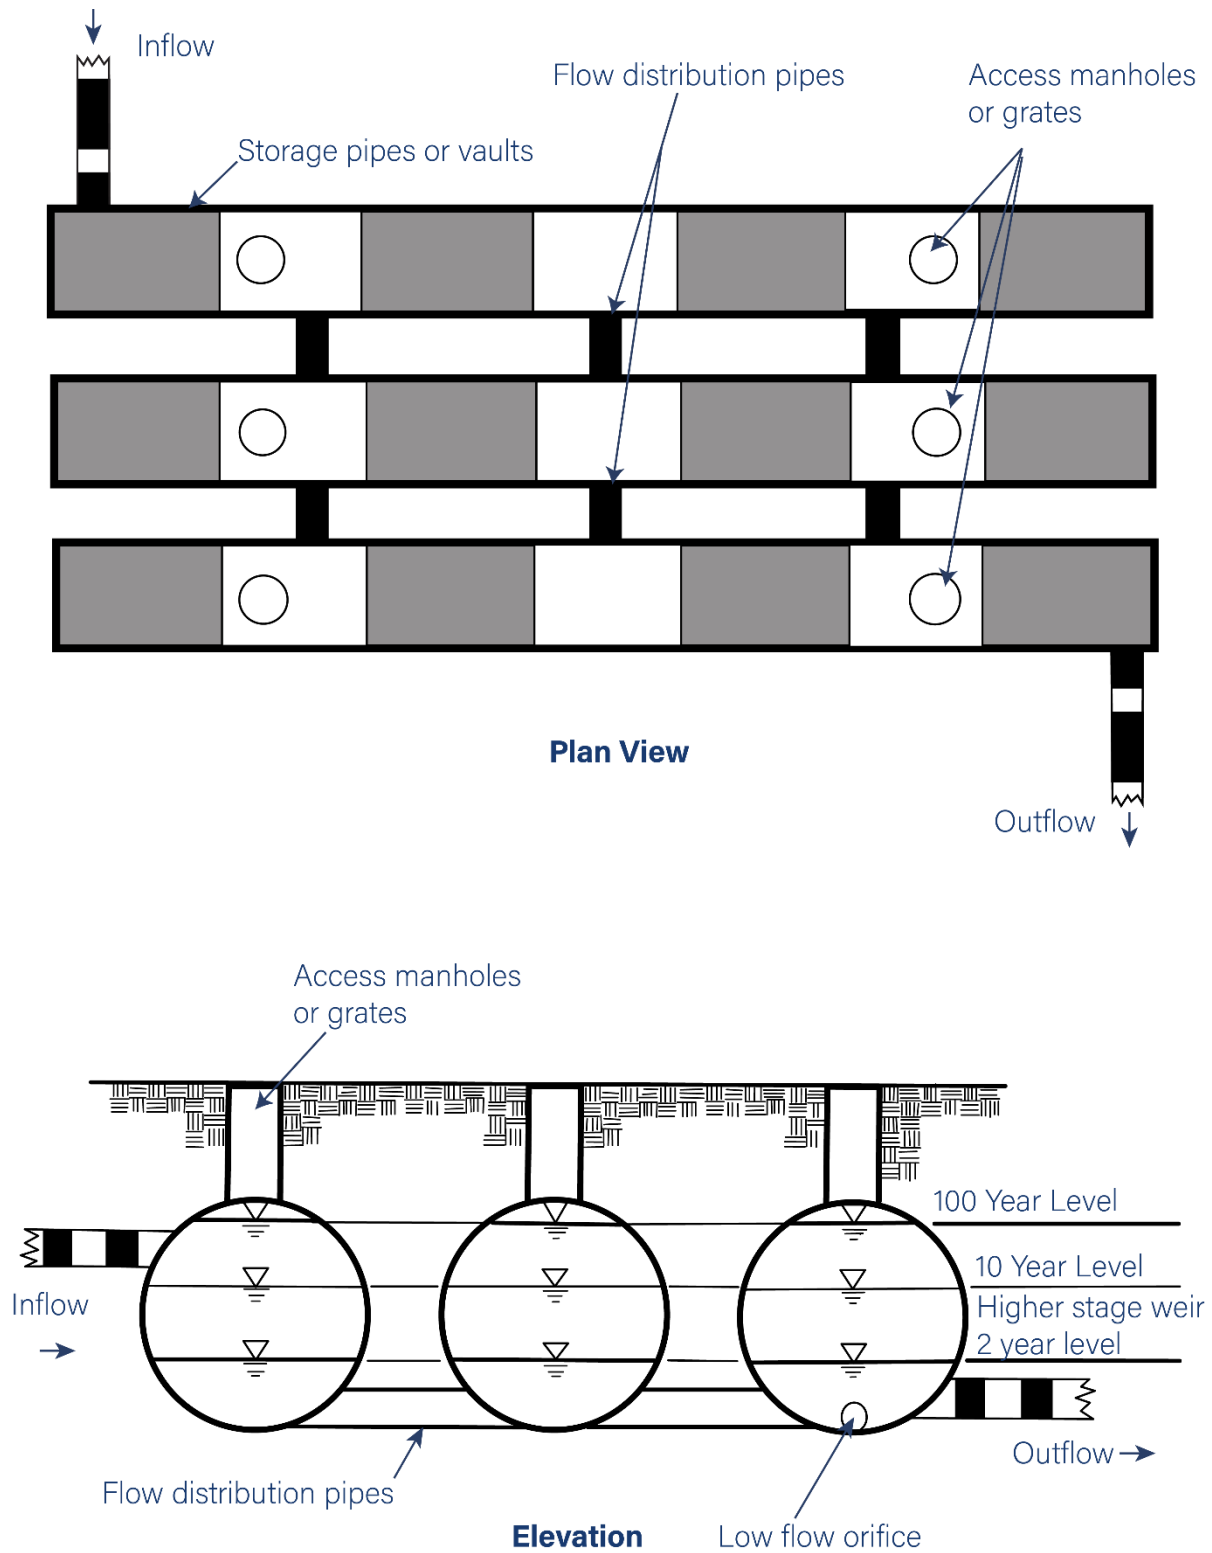 Inflow
Flow distribution pipes
Access manholes
or grates
Storage pipes or vaults
Plan View
Outflow
Access manholes
or grates
100 Year Level
10 Year Level
Inflow
Higher stage weir
2 year level
Outflow
Flow distribution pipes
Elevation
Low flow orifice